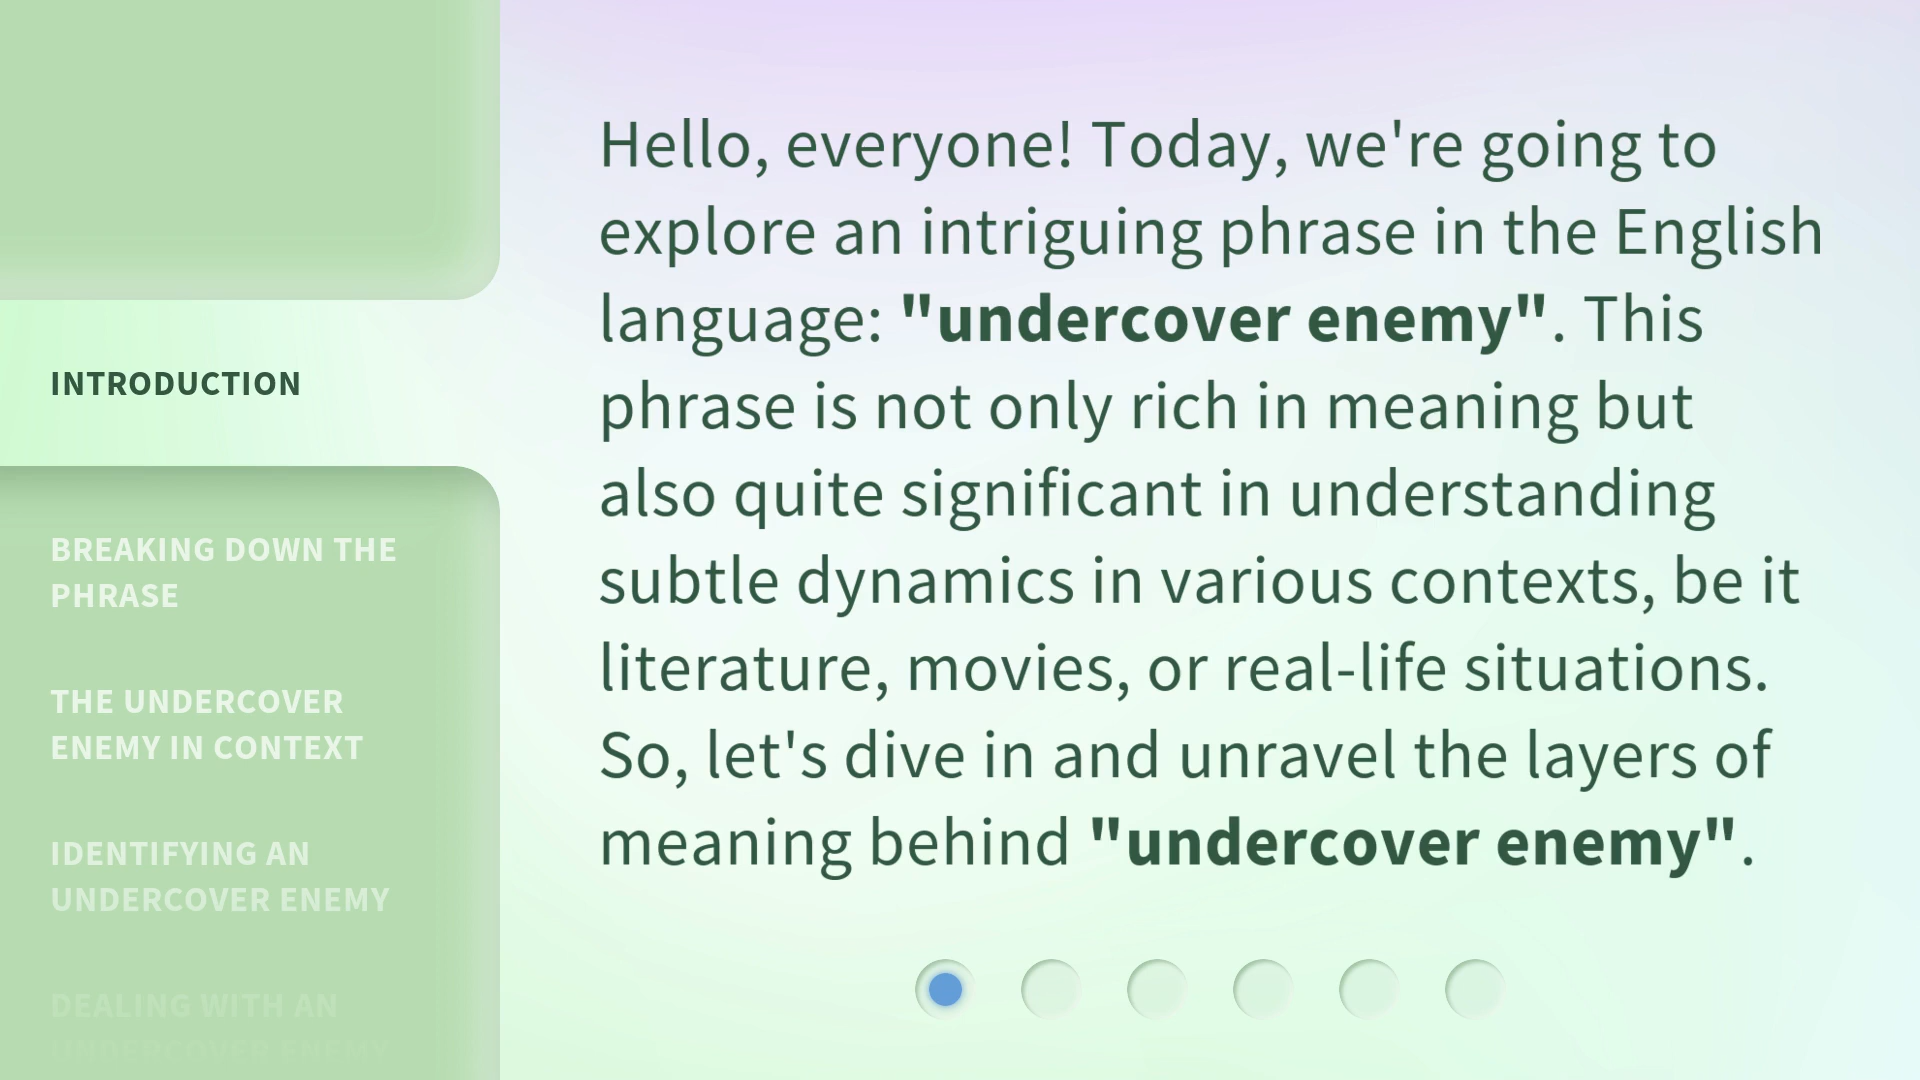 INTRODUCTION
BREAKING DOWN THE
PHRASE
THE UNDERCOVER
ENEMY IN CONTEXT
IDENTIFYING AN
UNDERCOVER ENEMY
DEALING WITH AN
UNDERCOVER ENEMY
Hello, everyone! Today, we're going to
explore an intriguing phrase in the English
language: "undercover enemy". This
phrase is not only rich in meaning but
also quite significant in understanding
subtle dynamics in various contexts, be it
literature, movies, or real-life situations.
So, let's dive in and unravel the layers of
meaning behind "undercover enemy".